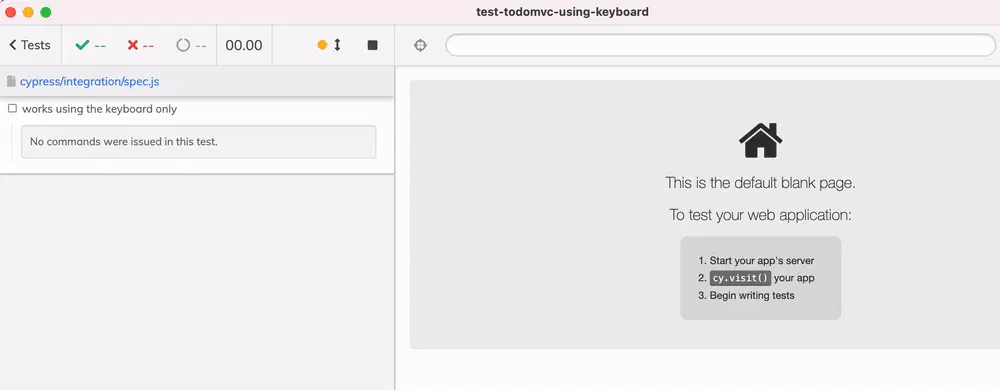 test-todomvc-using-keyboard
Tests
--
--
--
00.00
cypress/integration/spec.js
works using the keyboard only
No commands were issued in this test.
This is the default blank page.
To test your web application:
1. Start your app's server
2. cy.visit() your app
3. Begin writing tests